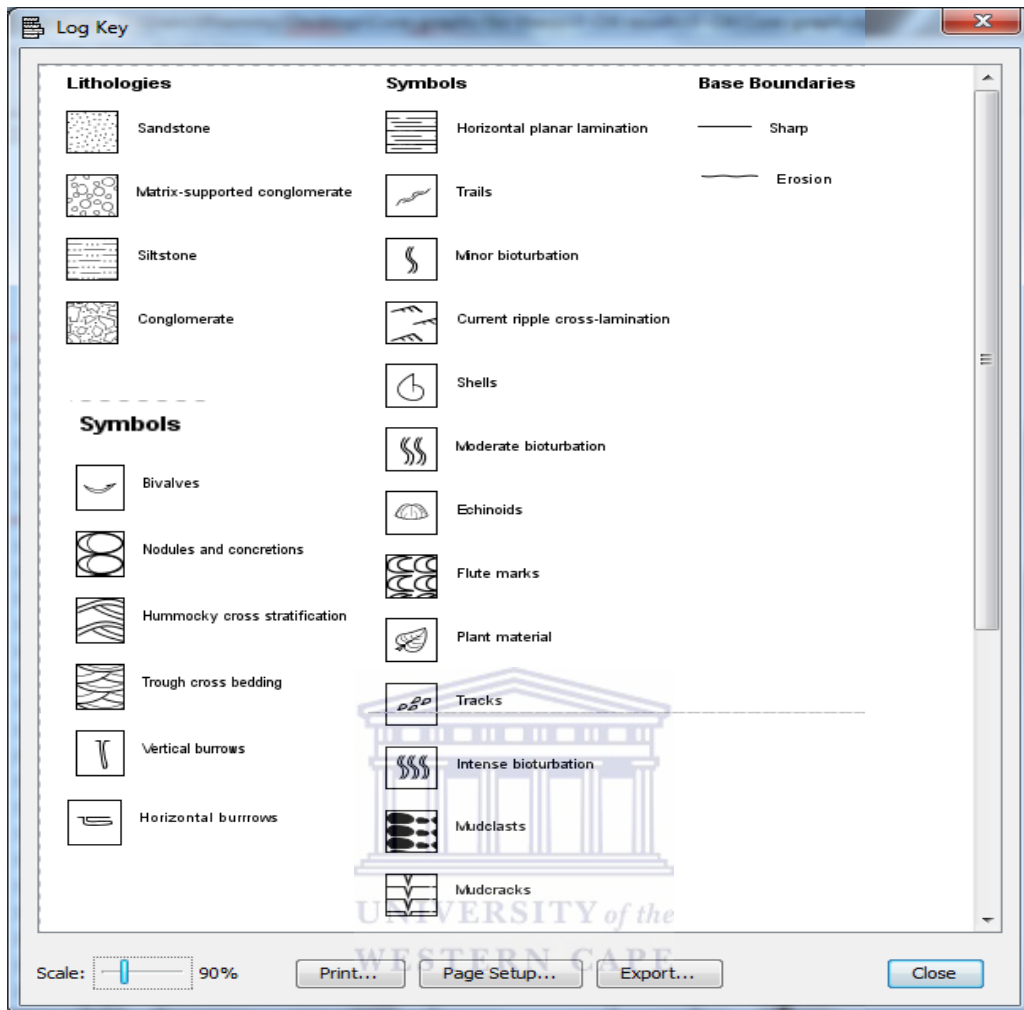 Log Key
Lithologies
Sandstone
Matrix-supported conglomerate
Siltstone
Conglomerate
Symbols
Bivalves
Nodules and concretions
Hummocky cross stratification
Trough cross bedding
Vertical burrows
Horizontal burrrows
Symbols
Horizontal planar lamination
Trails
Minor bioturbation
Current ripple cross-lamination
Shells
Moderate bioturbation
Echinoids
Flute marks
Plant material
Tracks
Intense bioturbation
Mudclasts
Mudcracks
Base Boundaries
Sharp
Erosion
UNIVERSITY of the
WESTERN CAPE
Scale: 90% Print... Page Setup... Export... Close